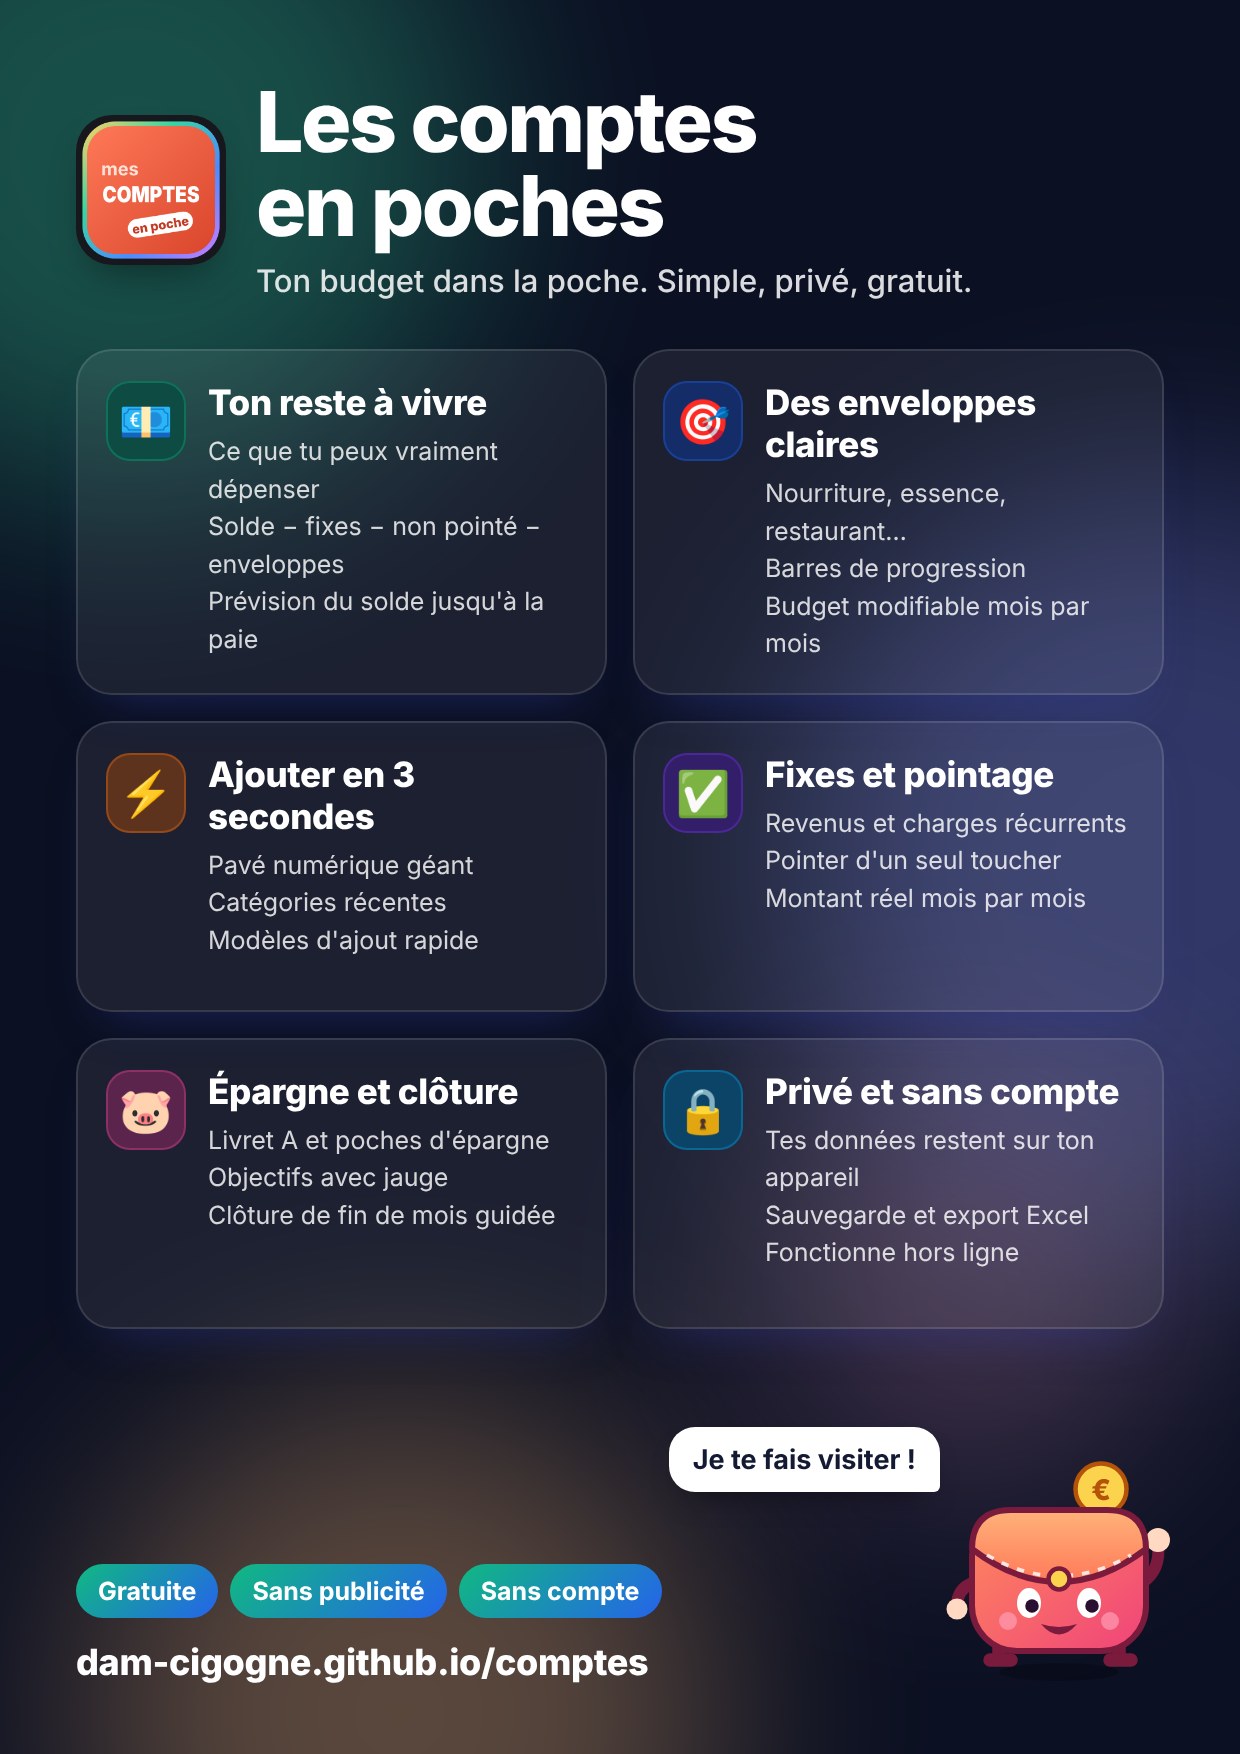 mes
COMPTES
en poche
Les comptes
en poches
Ton budget dans la poche. Simple, privé, gratuit.
Ton reste à vivre
Ce que tu peux vraiment
dépenser
Solde − fixes − non pointé −
enveloppes
Prévision du solde jusqu'à la
paie
Des enveloppes
claires
Nourriture, essence,
restaurant…
Barres de progression
Budget modifiable mois par
mois
Ajouter en 3
secondes
Pavé numérique géant
Catégories récentes
Modèles d'ajout rapide
Fixes et pointage
Revenus et charges récurrents
Pointer d'un seul toucher
Montant réel mois par mois
Épargne et clôture
Livret A et poches d'épargne
Objectifs avec jauge
Clôture de fin de mois guidée
Privé et sans compte
Tes données restent sur ton
appareil
Sauvegarde et export Excel
Fonctionne hors ligne
Je te fais visiter !
€
Gratuite
Sans publicité
Sans compte
dam-cigogne.github.io/comptes